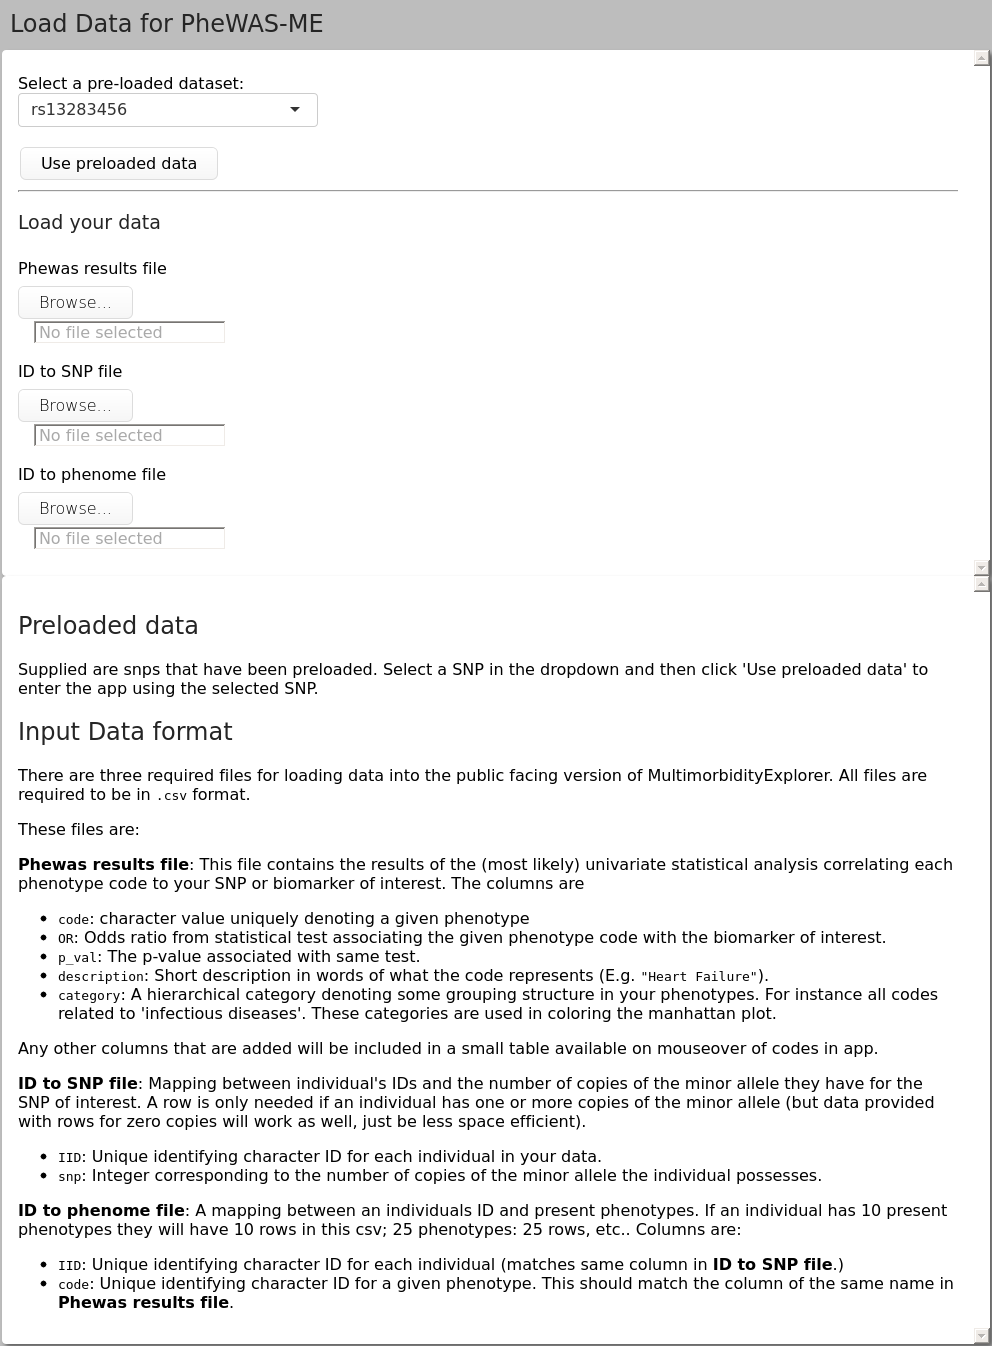 Load Data for PheWAS-ME
Select a pre-loaded dataset:
rs13283456
Use preloaded data
Load your data
Phewas results file
Browse...
No file selected
ID to SNP file
Browse...
No file selected
ID to phenome file
Browse...
No file selected
Preloaded data
Supplied are snps that have been preloaded. Select a SNP in the dropdown and then click 'Use preloaded data' to
enter the app using the selected SNP.
Input Data format
There are three required files for loading data into the public facing version of MultimorbidityExplorer. All files are
required to be in .csv format.
These files are:
Phewas results file: This file contains the results of the (most likely) univariate statistical analysis correlating each
phenotype code to your SNP or biomarker of interest. The columns are
• code: character value uniquely denoting a given phenotype
• OR: Odds ratio from statistical test associating the given phenotype code with the biomarker of interest.
• p_val: The p-value associated with same test.
• description: Short description in words of what the code represents (E.g. "Heart Failure").
• category: A hierarchical category denoting some grouping structure in your phenotypes. For instance all codes
related to 'infectious diseases'. These categories are used in coloring the manhattan plot.
Any other columns that are added will be included in a small table available on mouseover of codes in app.
ID to SNP file: Mapping between individual's IDs and the number of copies of the minor allele they have for the
SNP of interest. A row is only needed if an individual has one or more copies of the minor allele (but data provided
with rows for zero copies will work as well, just be less space efficient).
• IID: Unique identifying character ID for each individual in your data.
• snp: Integer corresponding to the number of copies of the minor allele the individual possesses.
ID to phenome file: A mapping between an individuals ID and present phenotypes. If an individual has 10 present
phenotypes they will have 10 rows in this csv; 25 phenotypes: 25 rows, etc.. Columns are:
• IID: Unique identifying character ID for each individual (matches same column in ID to SNP file.)
• code: Unique identifying character ID for a given phenotype. This should match the column of the same name in
Phewas results file.